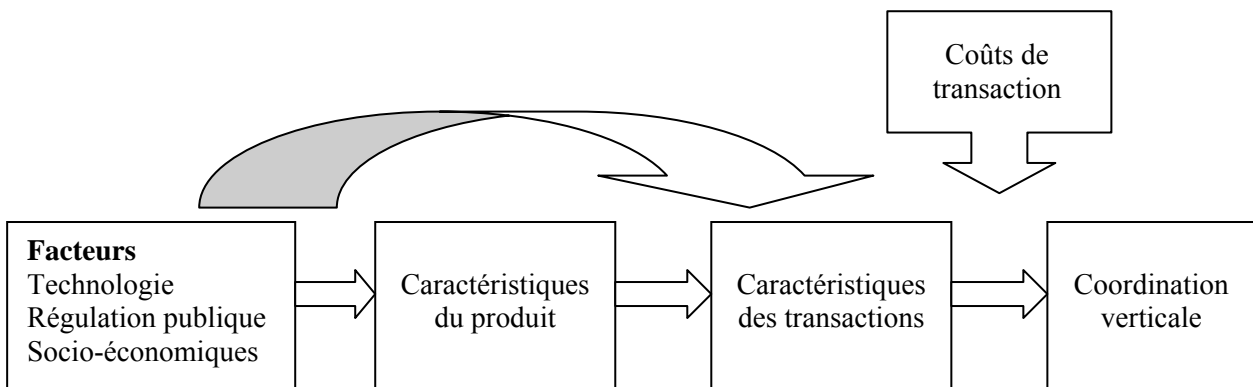 Coûts de
transaction
Facteurs
Technologie
Régulation publique
Socio-économiques
Caractéristiques
du produit
Caractéristiques
des transactions
Coordination
verticale